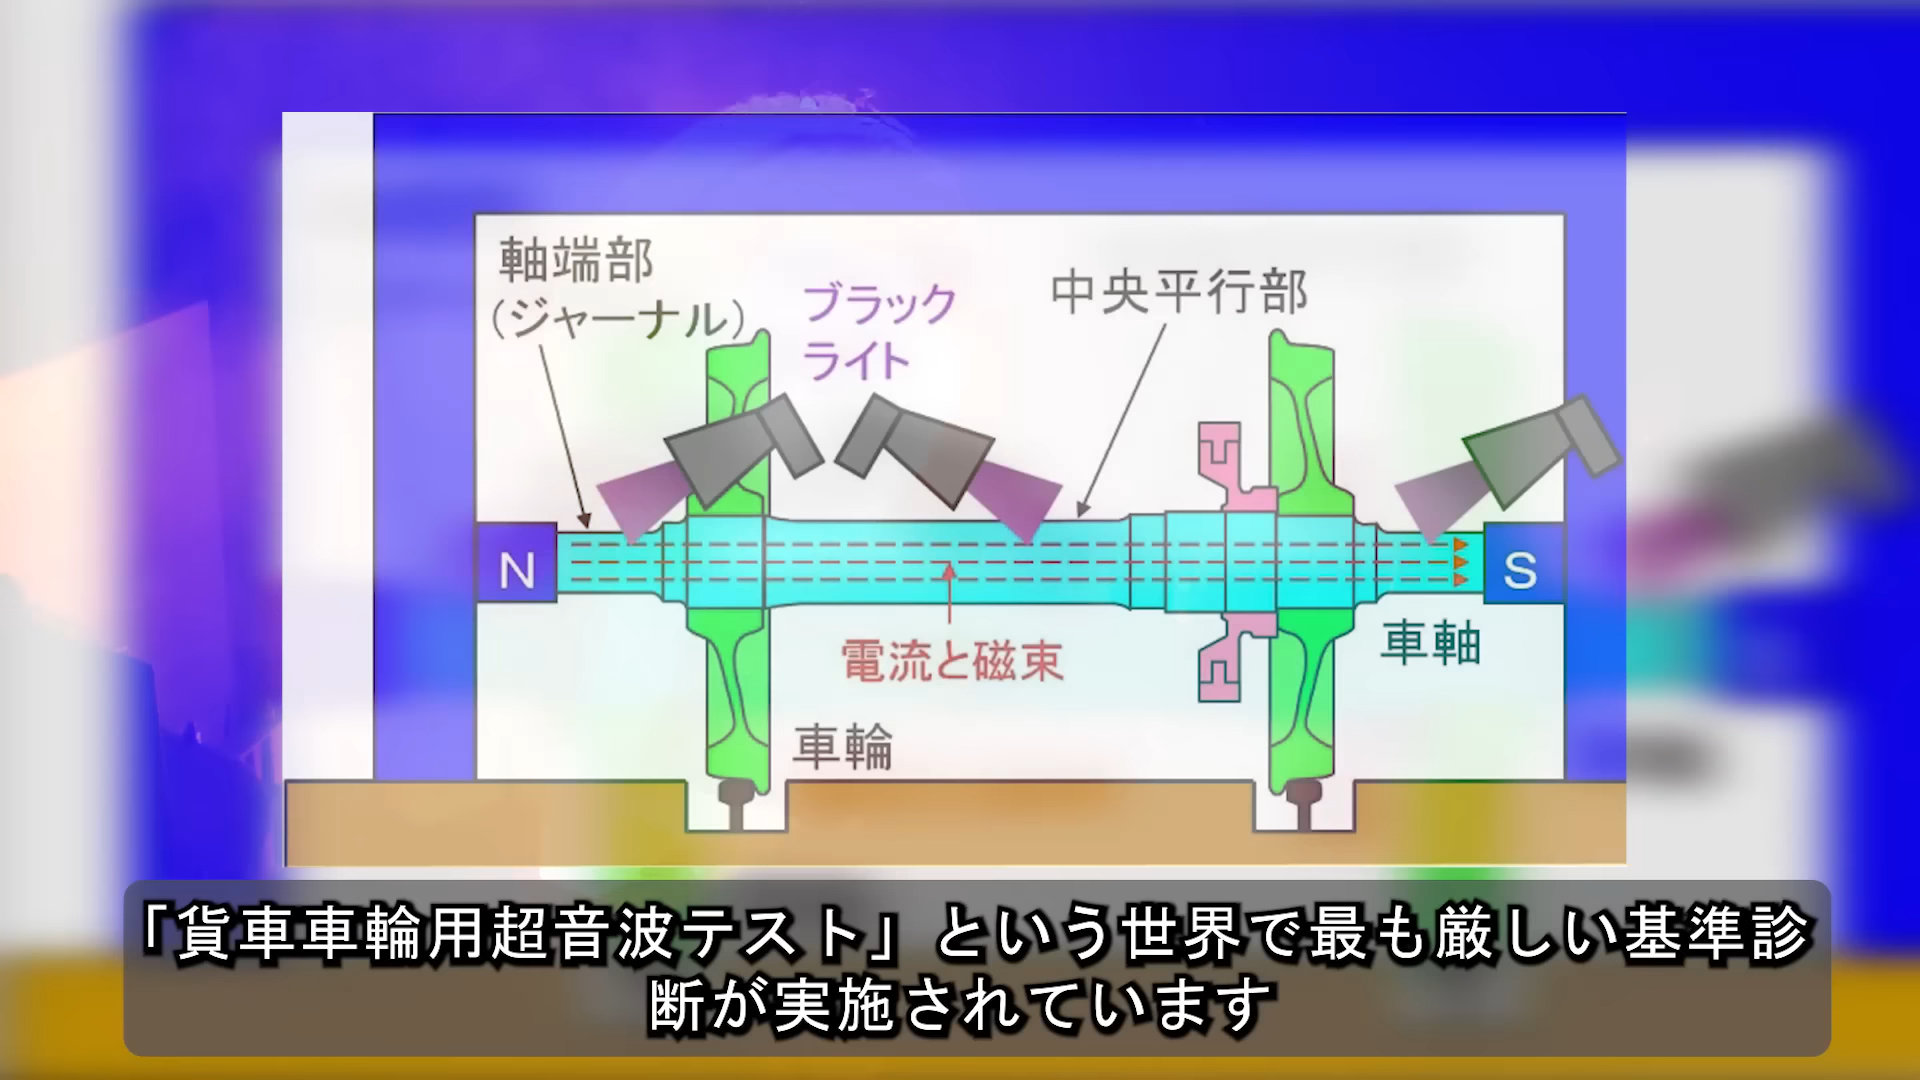 軸端部
（ジャーナル）
ブラック
ライト
中央平行部
N
S
電流と磁束
車軸
車輪
「貨車車輪用超音波テスト」という世界で最も厳しい基準診
断が実施されています